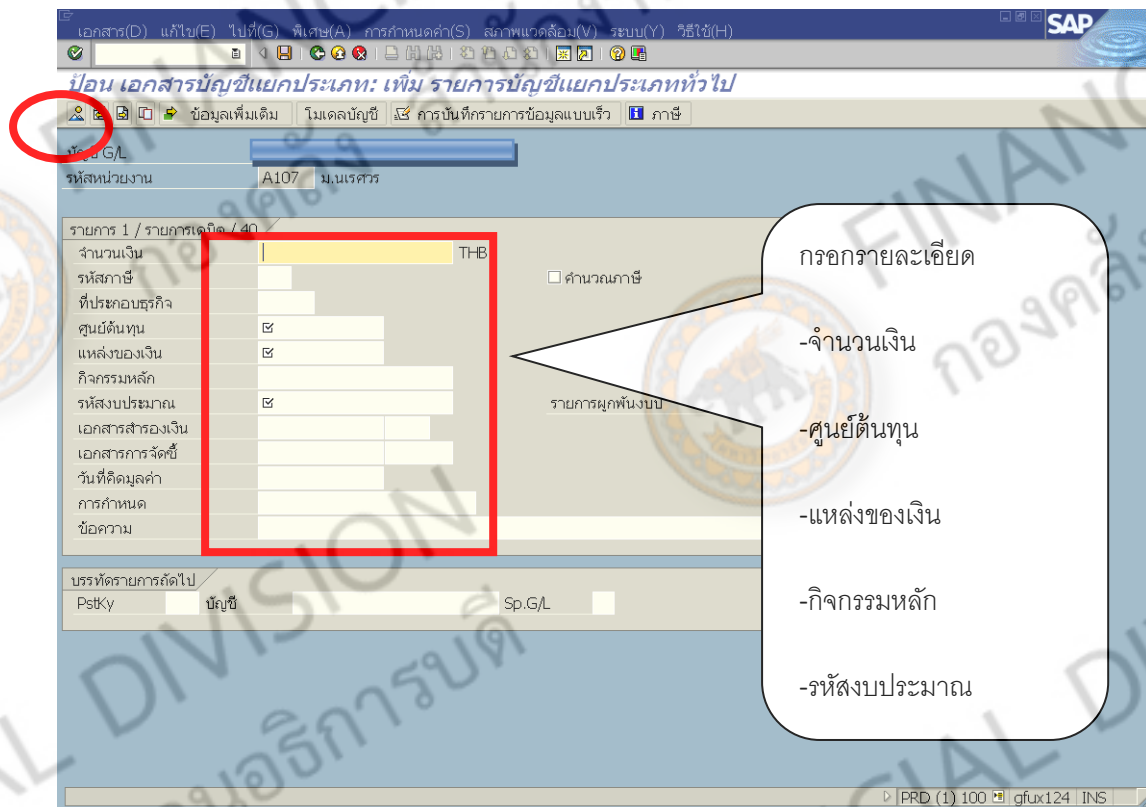 เอกสาร(D) แก้ไข(E) ไปที่(G) พิเศษ(A) การกำหนดค่า(S) สภาพแวดล้อม(V) ระบบ(Y) วิธีใช้(H)
SAP
ป้อน เอกสารบัญชีแยกประเภท: เพิ่ม รายการบัญชีแยกประเภททั่วไป
ข้อมูลเพิ่มเติม โมเดลบัญชี การบันทึกรายการข้อมูลแบบเร็ว ภาษี
บัญชี G/L
รหัสหน่วยงาน A107 ม.นเรศวร
รายการ 1 / รายการเดบิต / 40
จำนวนเงิน THB
รหัสภาษี คำนวณภาษี
ที่ประกอบธุรกิจ
ศูนย์ต้นทุน
แหล่งของเงิน
กิจกรรมหลัก
รหัสงบประมาณ รายการผูกพันงบป
เอกสารสำรองเงิน
เอกสารการจัดซื้
วันที่คิดมูลค่า
การกำหนด
ข้อความ
บรรทัดรายการถัดไป
PstKy บัญชี Sp.G/L
กรอกรายละเอียด
-จำนวนเงิน
-ศูนย์ต้นทุน
-แหล่งของเงิน
-กิจกรรมหลัก
-รหัสงบประมาณ
PRD (1) 100 gfux124 INS